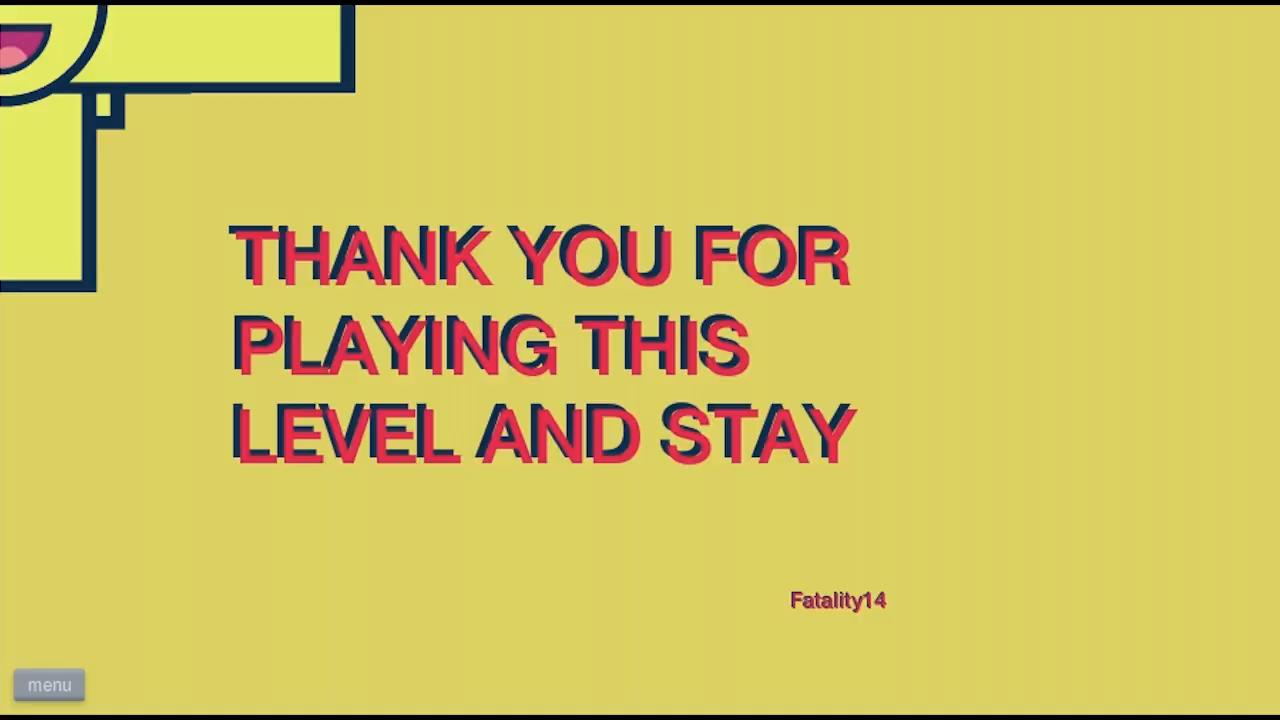 THANK YOU FOR
PLAYING THIS
LEVEL AND STAY
Fatality14
menu